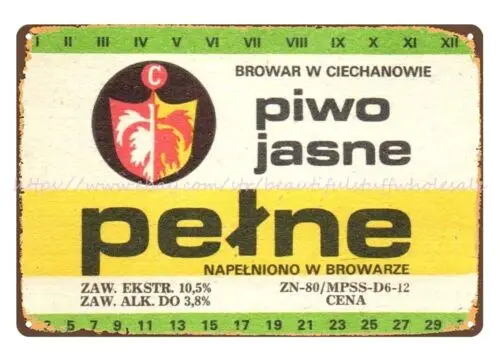 I II III IV V VI VII VIII IX X XI XII
C
BROWAR W CIECHANOWIE
piwo
jasne
pełne
NAPEŁNIONO W BROWARZE
ZAW. EKSTR. 10,5%
ZAW. ALK. DO 3,8%
ZN-80/MPSS-D6-12
CENA
3 5 7 9 11 13 15 17 19 21 23 25 27 29